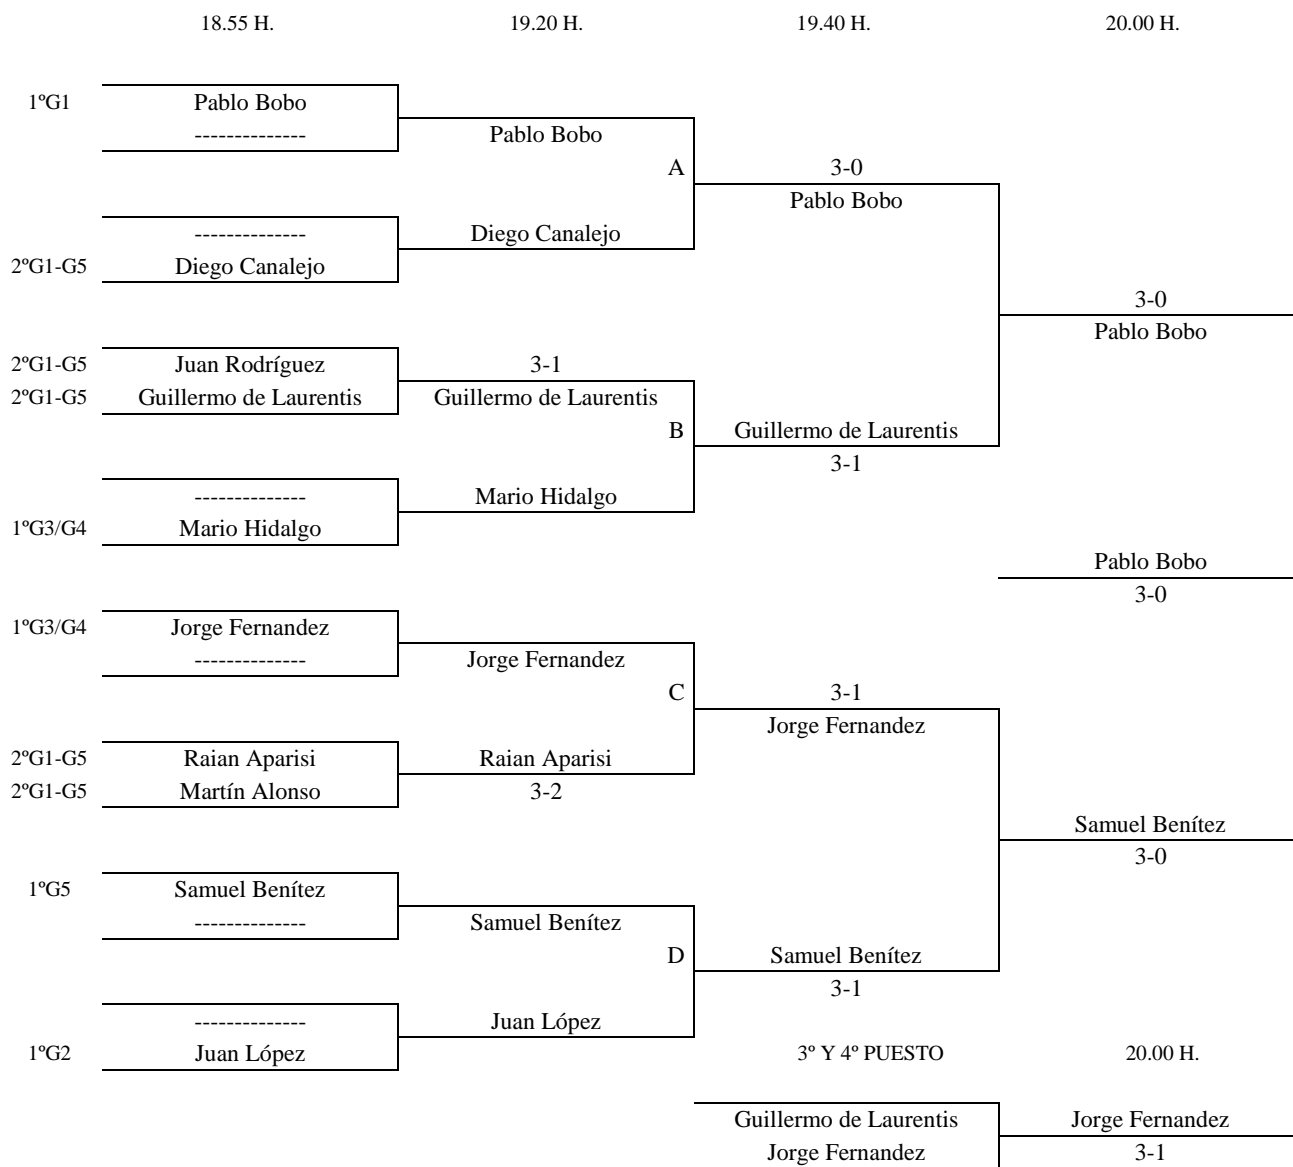 18.55 H. 19.20 H. 19.40 H. 20.00 H.
1ºG1 Pablo Bobo
-------------- Pablo Bobo
A 3-0
Pablo Bobo
-------------- Diego Canalejo
2ºG1-G5 Diego Canalejo
3-0
Pablo Bobo
2ºG1-G5 Juan Rodríguez 3-1
2ºG1-G5 Guillermo de Laurentis Guillermo de Laurentis
B Guillermo de Laurentis
3-1
-------------- Mario Hidalgo
1ºG3/G4 Mario Hidalgo
Pablo Bobo
3-0
1ºG3/G4 Jorge Fernandez
-------------- Jorge Fernandez
C 3-1
Jorge Fernandez
2ºG1-G5 Raian Aparisi Raian Aparisi
2ºG1-G5 Martín Alonso 3-2
Samuel Benítez
3-0
1ºG5 Samuel Benítez
-------------- Samuel Benítez
D Samuel Benítez
3-1
-------------- Juan López
1ºG2 Juan López 3º Y 4º PUESTO 20.00 H.
Guillermo de Laurentis Jorge Fernandez
Jorge Fernandez 3-1